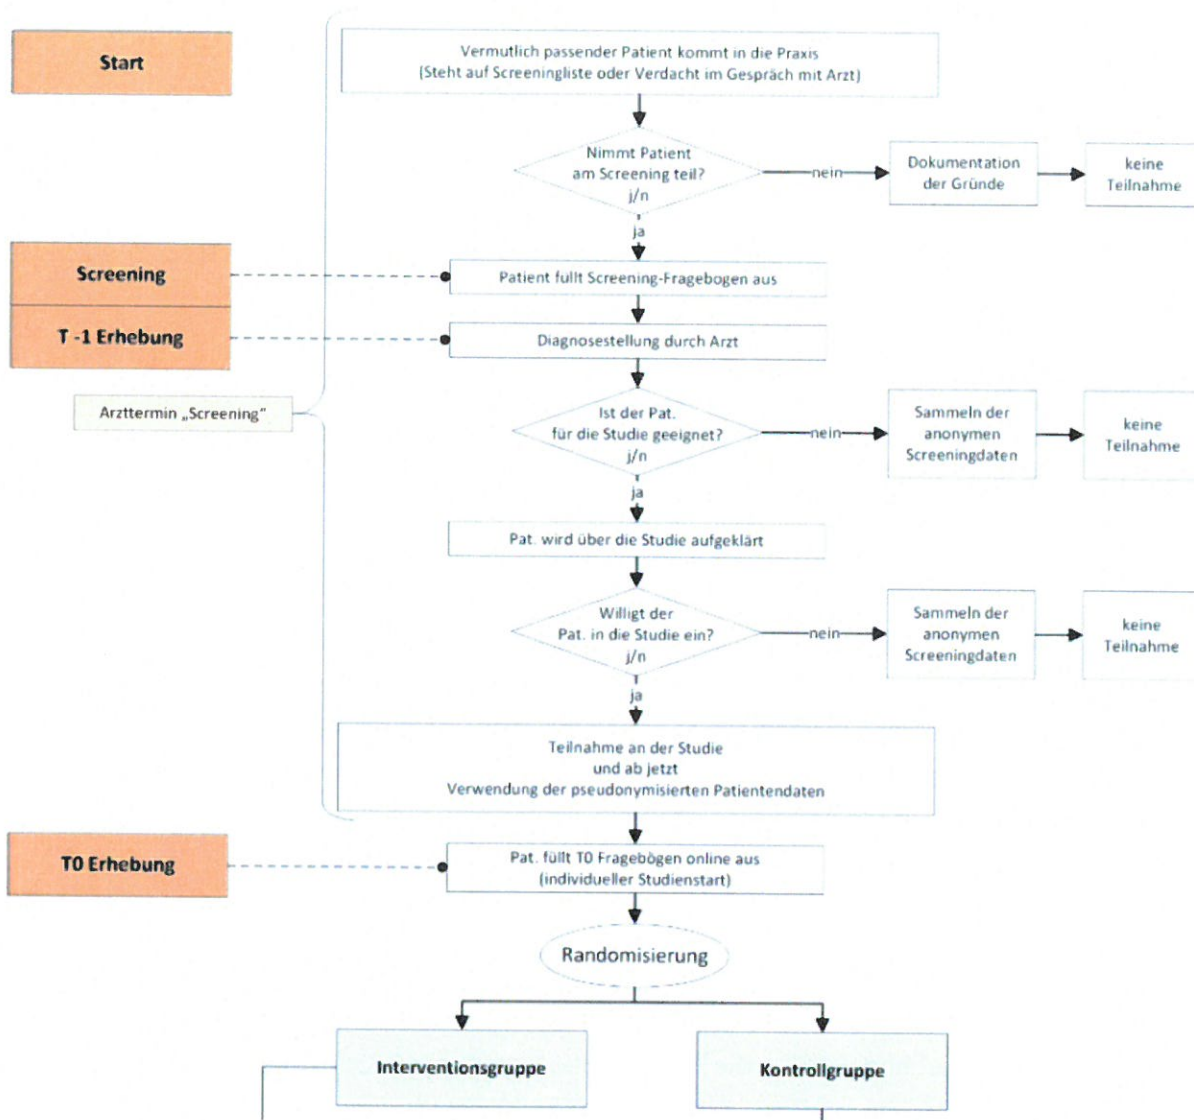 Start
Vermutlich passender Patient kommt in die Praxis
(Steht auf Screeningliste oder Verdacht im Gespräch mit Arzt)
Nimmt Patient
am Screening teil?
j/n
nein
Dokumentation
der Gründe
keine
Teilnahme
ja
Screening
Patient füllt Screening-Fragebogen aus
T -1 Erhebung
Diagnosestellung durch Arzt
Arzttermin „Screening"
Ist der Pat.
für die Studie geeignet?
j/n
nein
Sammeln der
anonymen
Screeningdaten
keine
Teilnahme
ja
Pat. wird über die Studie aufgeklärt
Willigt der
Pat. in die Studie ein?
j/n
nein
Sammeln der
anonymen
Screeningdaten
keine
Teilnahme
ja
Teilnahme an der Studie
und ab jetzt
Verwendung der pseudonymisierten Patientendaten
T0 Erhebung
Pat. füllt T0 Fragebögen online aus
(individueller Studienstart)
Randomisierung
Interventionsgruppe
Kontrollgruppe